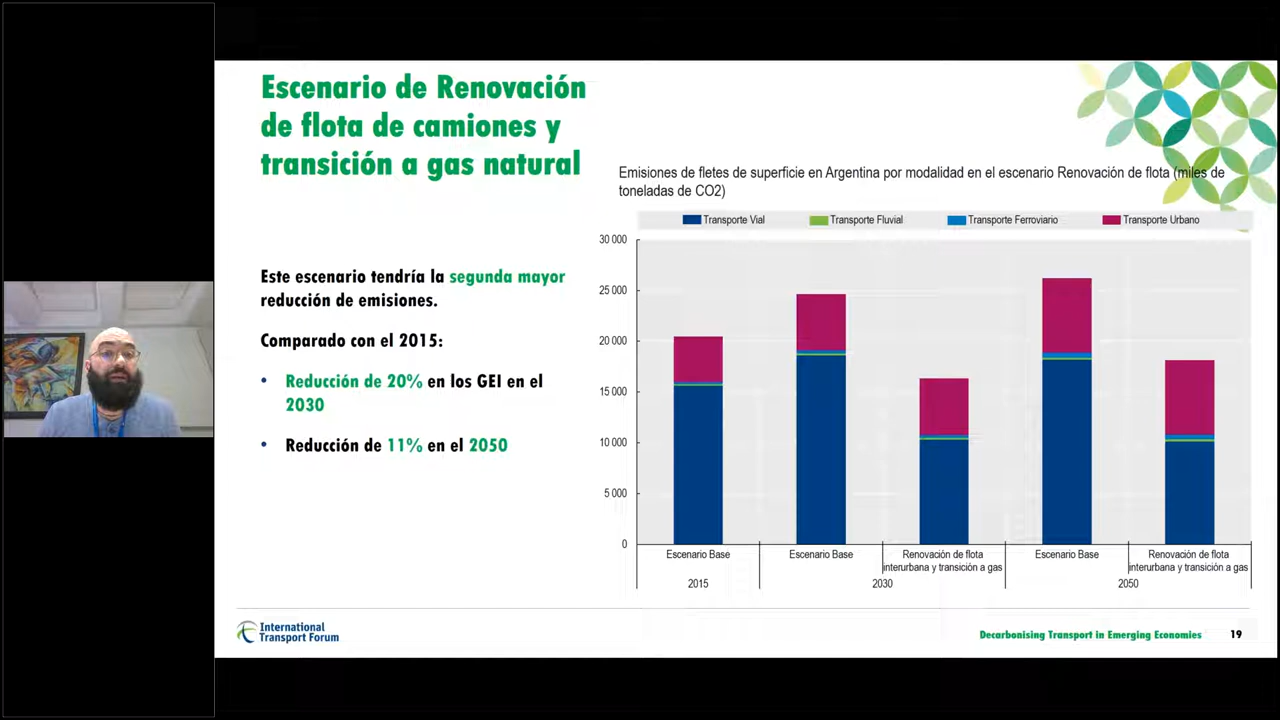 Escenario de Renovación
de flota de camiones y
transición a gas natural
Este escenario tendría la segunda mayor
reducción de emisiones.
Comparado con el 2015:
• Reducción de 20% en los GEI en el
2030
• Reducción de 11% en el 2050
Emisiones de fletes de superficie en Argentina por modalidad en el escenario Renovación de flota (miles de
toneladas de CO2)
Transporte Vial Transporte Fluvial Transporte Ferroviario Transporte Urbano
30 000
25 000
20 000
15 000
10 000
5 000
0
Escenario Base Escenario Base Renovación de flota Escenario Base Renovación de flota
interurbana y transición a gas interurbana y transición a gas
2015 2030 2050
International
Transport Forum
Decarbonising Transport in Emerging Economies 19